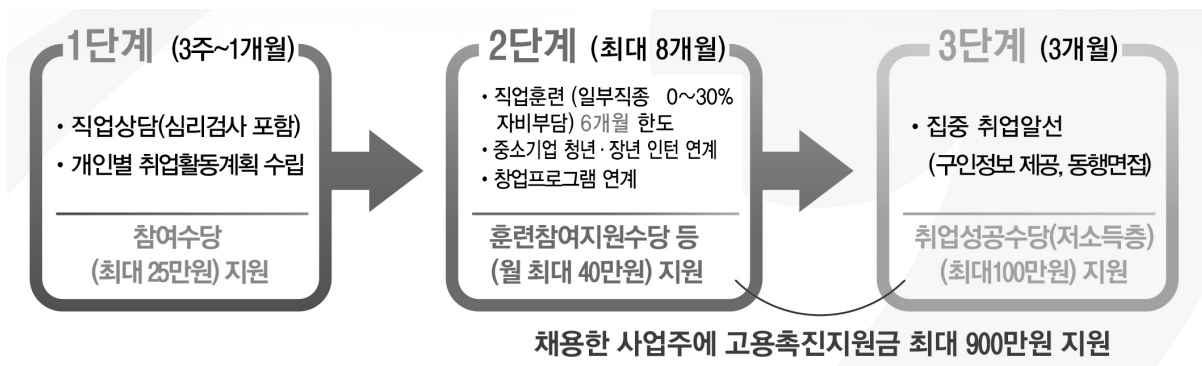 1단계 (3주~1개월)
• 직업상담(심리검사 포함)
• 개인별 취업활동계획 수립
참여수당
(최대 25만원) 지원
2단계 (최대 8개월)
• 직업훈련 (일부직종 0~30%
자비부담) 6개월 한도
• 중소기업 청년·장년 인턴 연계
• 창업프로그램 연계
훈련참여지원수당 등
(월 최대 40만원) 지원
3단계 (3개월)
• 집중 취업알선
(구인정보 제공, 동행면접)
취업성공수당(저소득층)
(최대100만원) 지원
채용한 사업주에 고용촉진지원금 최대 900만원 지원